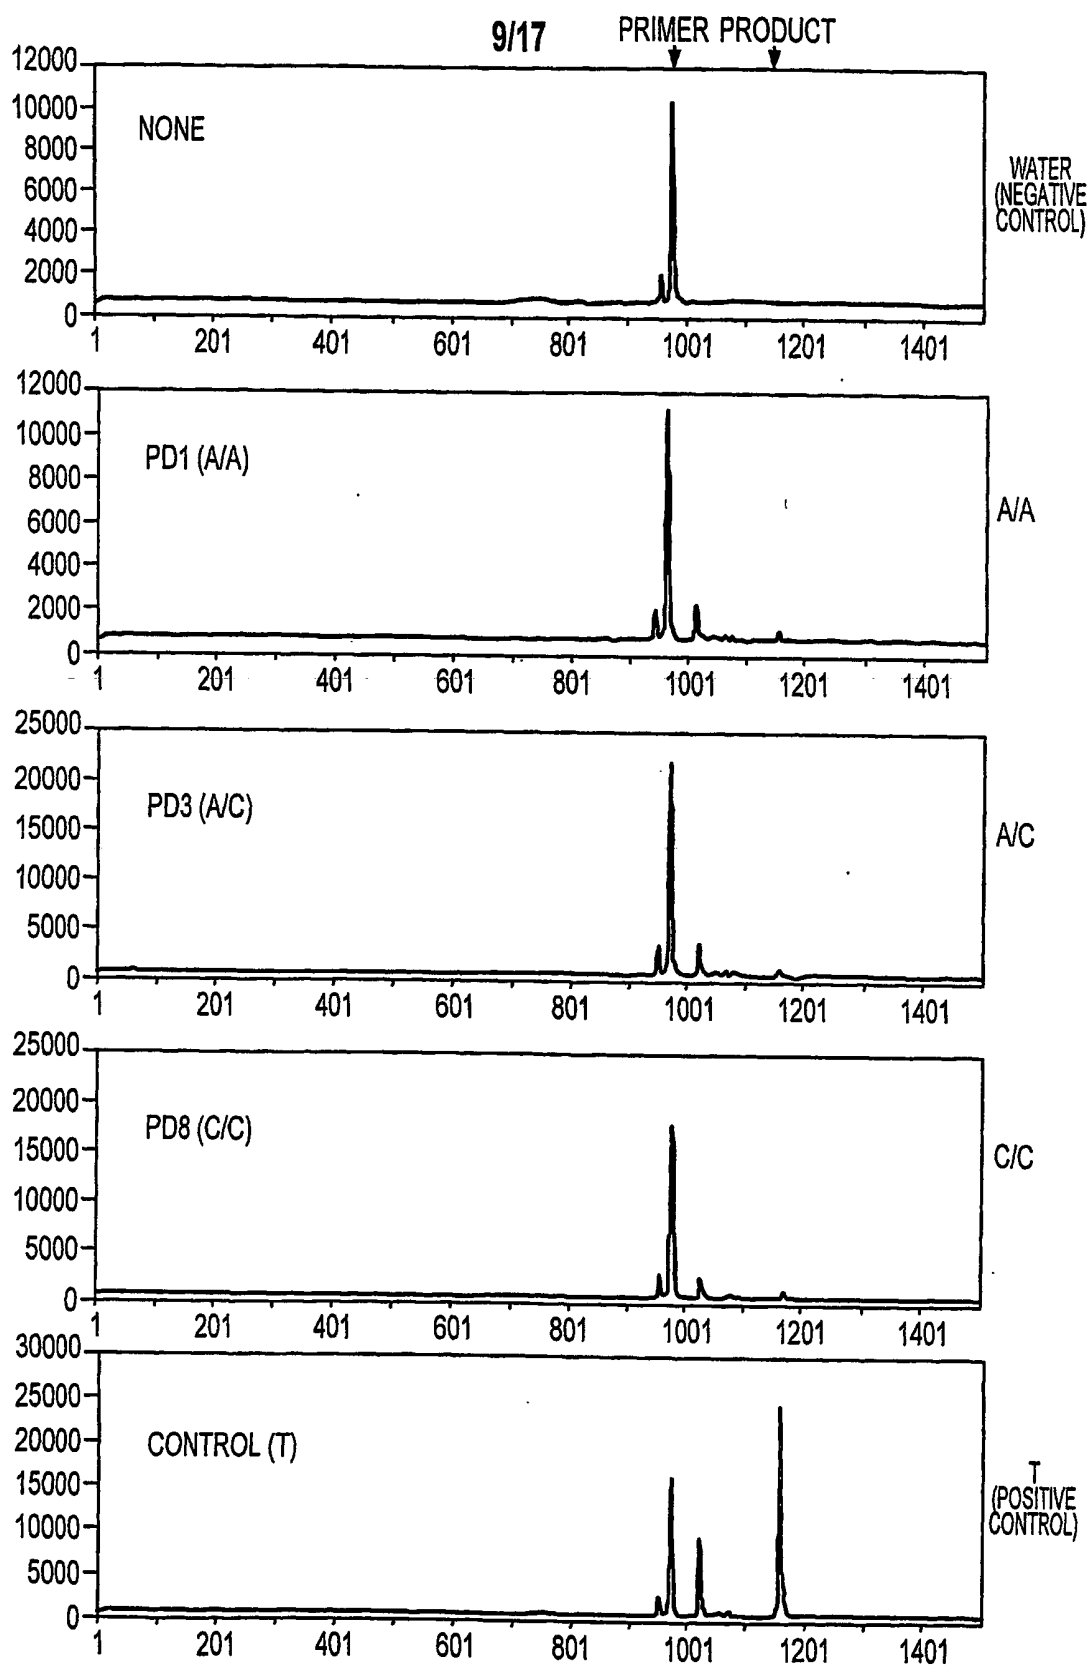 9/17 PRIMER PRODUCT
12000
10000
8000
6000
4000
2000
0
NONE
WATER
(NEGATIVE
CONTROL)
1 201 401 601 801 1001 1201 1401
12000
10000
8000
6000
4000
2000
0
PD1 (A/A)
A/A
1 201 401 601 801 1001 1201 1401
25000
20000
15000
10000
5000
0
PD3 (A/C)
A/C
1 201 401 601 801 1001 1201 1401
25000
20000
15000
10000
5000
0
PD8 (C/C)
C/C
1 201 401 601 801 1001 1201 1401
30000
25000
20000
15000
10000
5000
0
CONTROL (T)
T
(POSITIVE
CONTROL)
1 201 401 601 801 1001 1201 1401